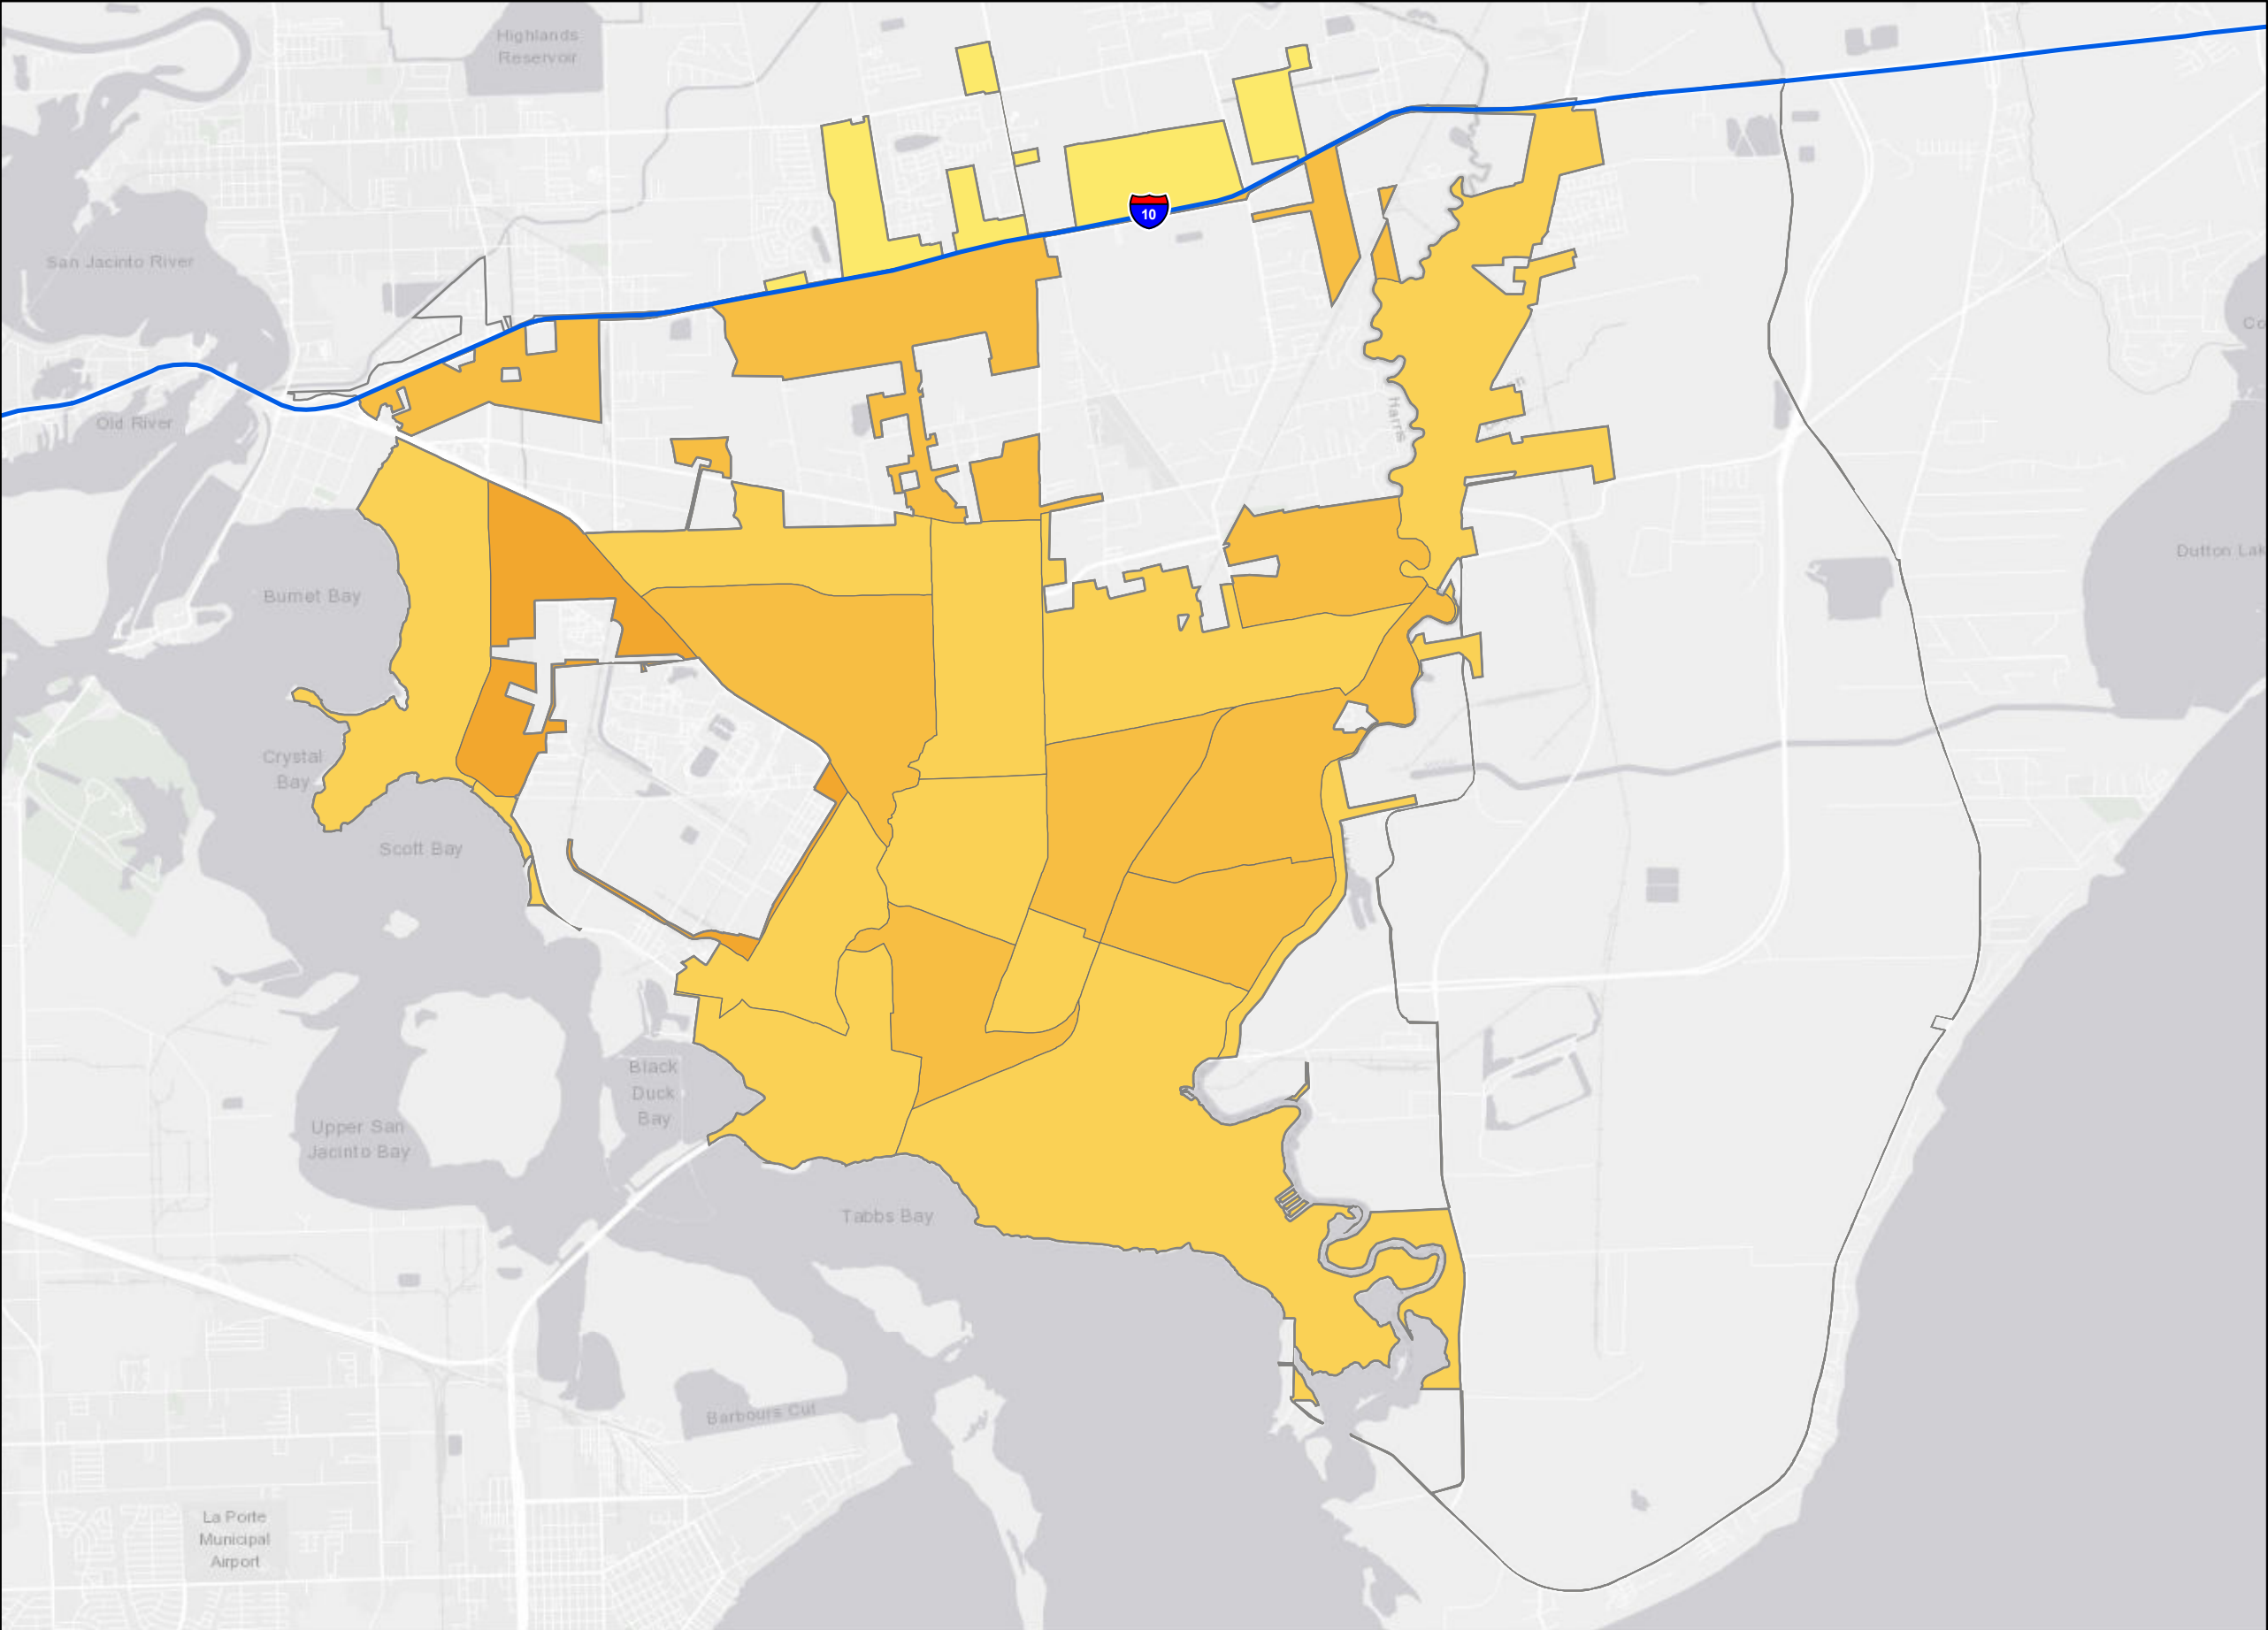 Highlands
Reservoir
10
San Jacinto River
Old River
Harris
Burnet Bay
Dutton Lak
Co
Crystal
Bay
Scott Bay
Black
Duck
Bay
Upper San
Jacinto Bay
Tabbs Bay
Barbours Cut
La Porte
Municipal
Airport